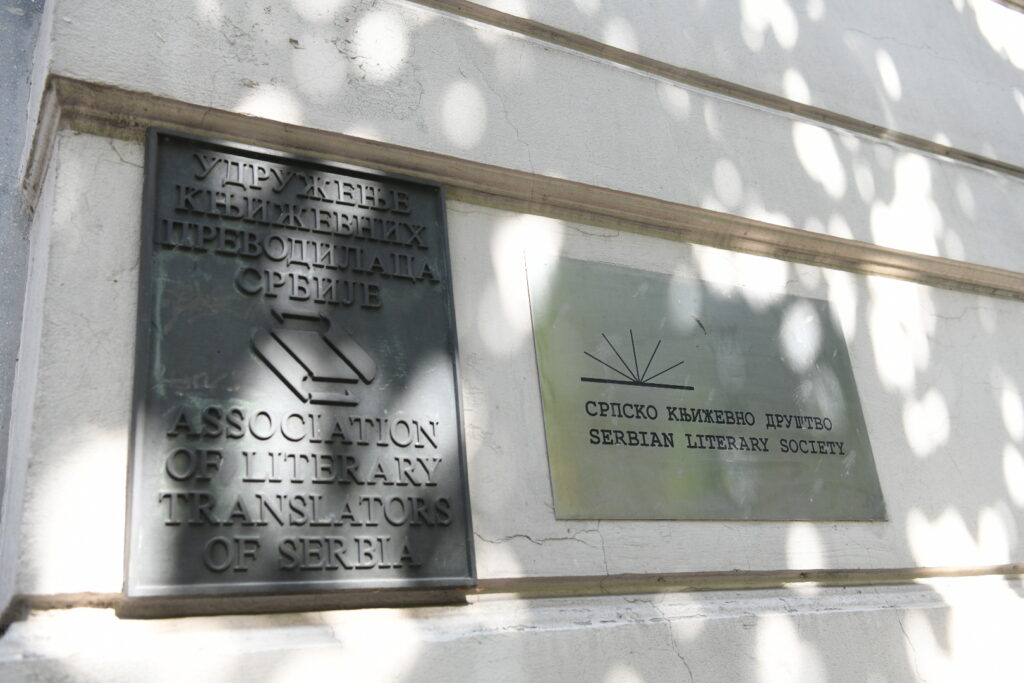 УДРУЖЕЊЕ
КЊИЖЕВНИХ
ПРЕВОДИЛАЦА
СРБИЈЕ
ASSOCIATION
OF LITERARY
TRANSLATORS
OF SERBIA
СРПСКО КЊИЖЕВНО ДРУШТВО
SERBIAN LITERARY SOCIETY